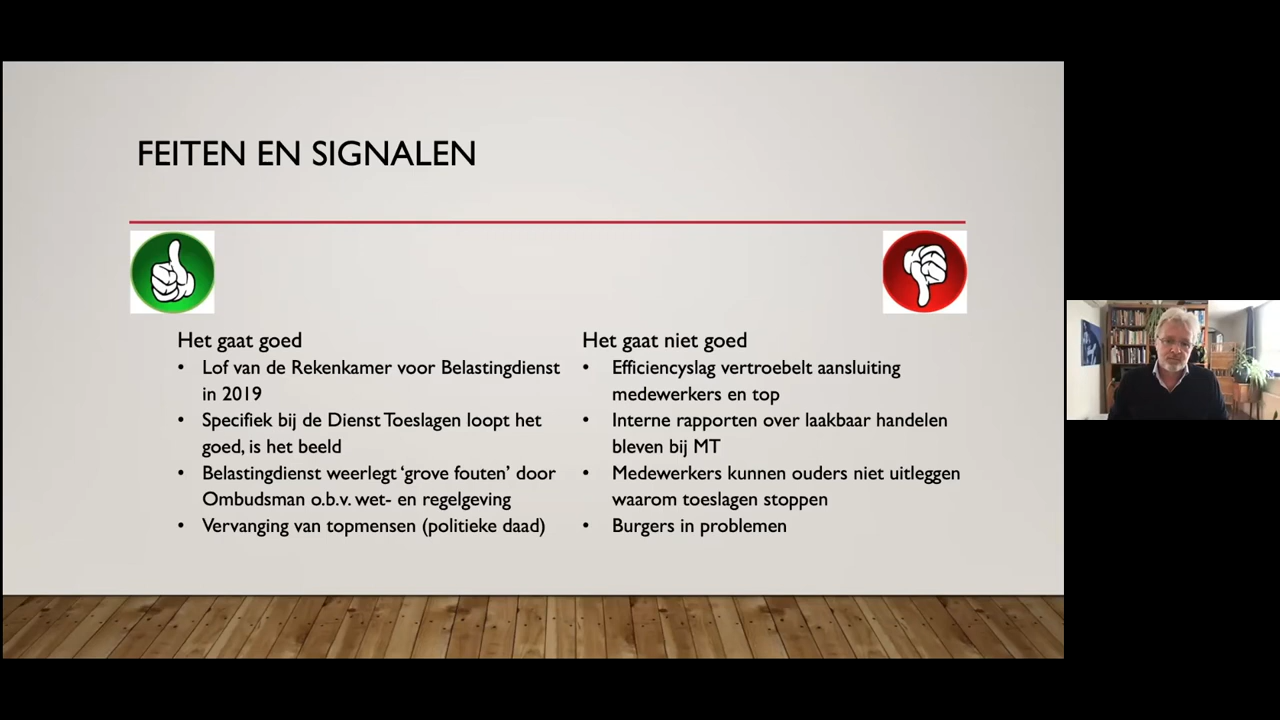 FEITEN EN SIGNALEN
Het gaat goed
• Lof van de Rekenkamer voor Belastingdienst
in 2019
• Specifiek bij de Dienst Toeslagen loopt het
goed, is het beeld
• Belastingdienst weerlegt ‘grove fouten’ door
Ombudsman o.b.v. wet- en regelgeving
• Vervanging van topmensen (politieke daad)
Het gaat niet goed
• Efficiencyslag vertroebelt aansluiting
medewerkers en top
• Interne rapporten over laakbaar handelen
bleven bij MT
• Medewerkers kunnen ouders niet uitleggen
waarom toeslagen stoppen
• Burgers in problemen